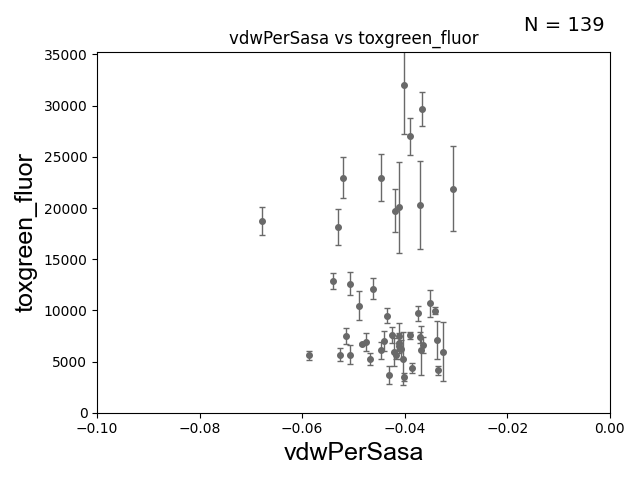 N = 139
vdwPerSasa vs toxgreen_fluor
35000
30000
25000
20000
15000
10000
5000
0
toxgreen_fluor
−0.10 −0.08 −0.06 −0.04 −0.02 0.00
vdwPerSasa